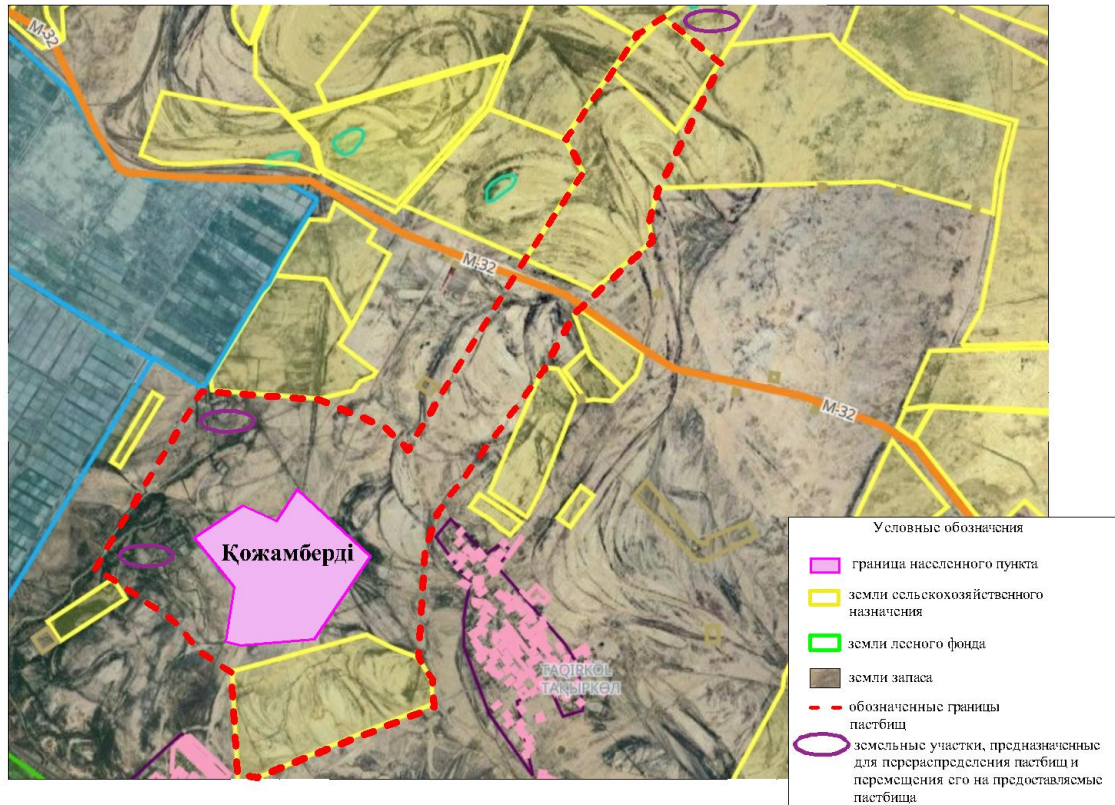 М-32
М-32
М-32
Қожамберді
TAQIRKÓL
ТАҚЫРКӨЛ
Условные обозначения
граница населенного пункта
земли сельскохозяйственного
назначения
земли лесного фонда
земли запаса
обозначенные границы
пастбищ
земельные участки, предназначенные
для перераспределения пастбищ и
перемещения его на предоставляемые
пастбища